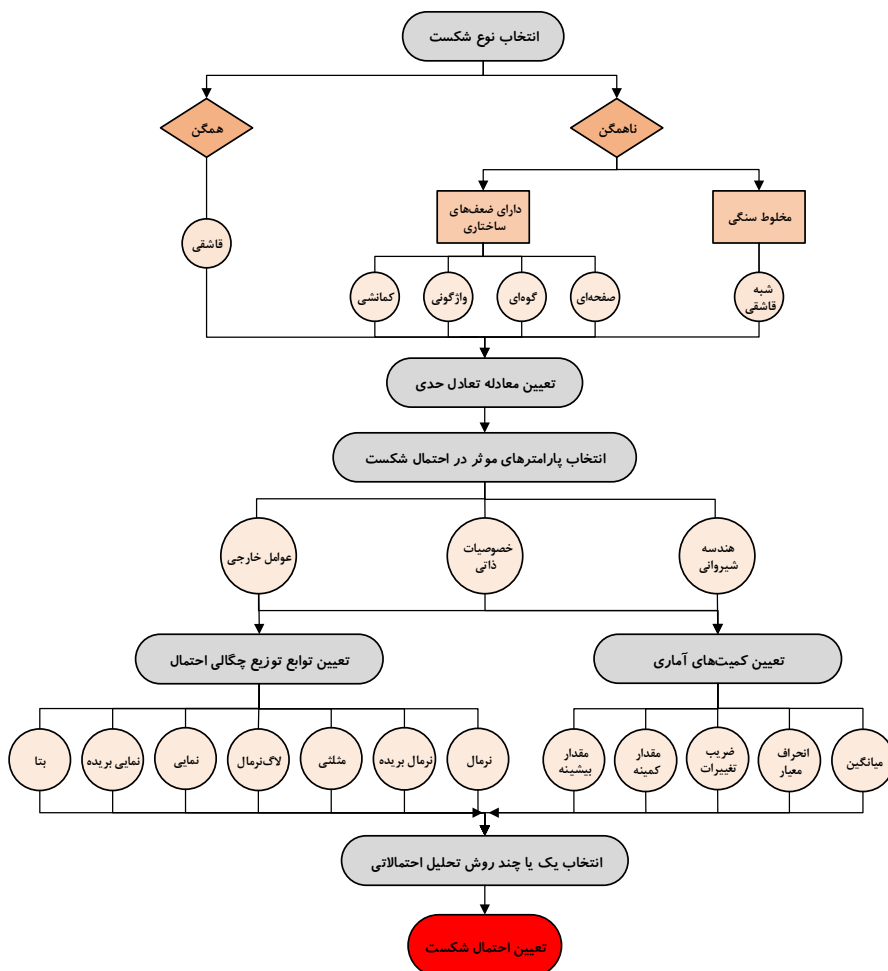 انتخاب نوع شکست
ناهمگن
همگن
مخلوط سنگی
دارای ضعف‌های
ساختاری
قاشقی
شبه
قاشقی
صفحه‌ای
گوه‌ای
واژگونی
کمانشی
تعیین معادله تعادل حدی
انتخاب پارامترهای موثر در احتمال شکست
هندسه
شیروانی
خصوصیات
ذاتی
عوامل خارجی
تعیین کمیت‌های آماری
تعیین توابع توزیع چگالی احتمال
میانگین
انحراف
معیار
ضریب
تغییرات
مقدار
کمینه
مقدار
بیشینه
نرمال
نرمال بریده
مثلثی
لاگ‌نرمال
نمایی
نمایی بریده
بتا
انتخاب یک یا چند روش تحلیل احتمالاتی
تعیین احتمال شکست